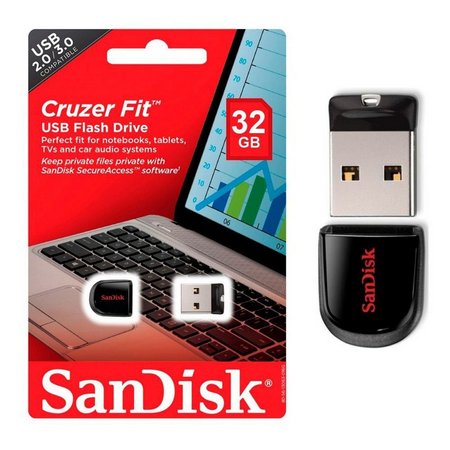 USB
2.0/3.0
COMPATIBLE
Cruzer Fit™
USB Flash Drive
Perfect fit for notebooks, tablets,
TVs and car audio systems
Keep private files private with
SanDisk SecureAccess™ software¹
32
GB
SanDisk
SanDisk
SanDisk